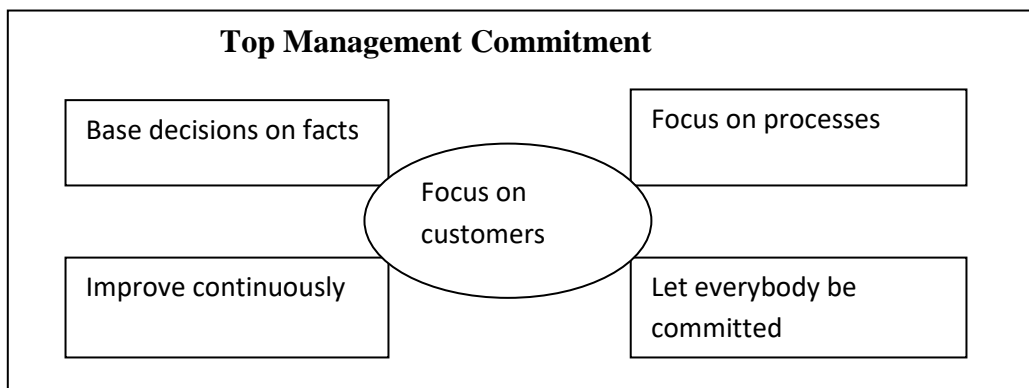 Top Management Commitment
Base decisions on facts
Focus on processes
Focus on
customers
Improve continuously
Let everybody be
committed